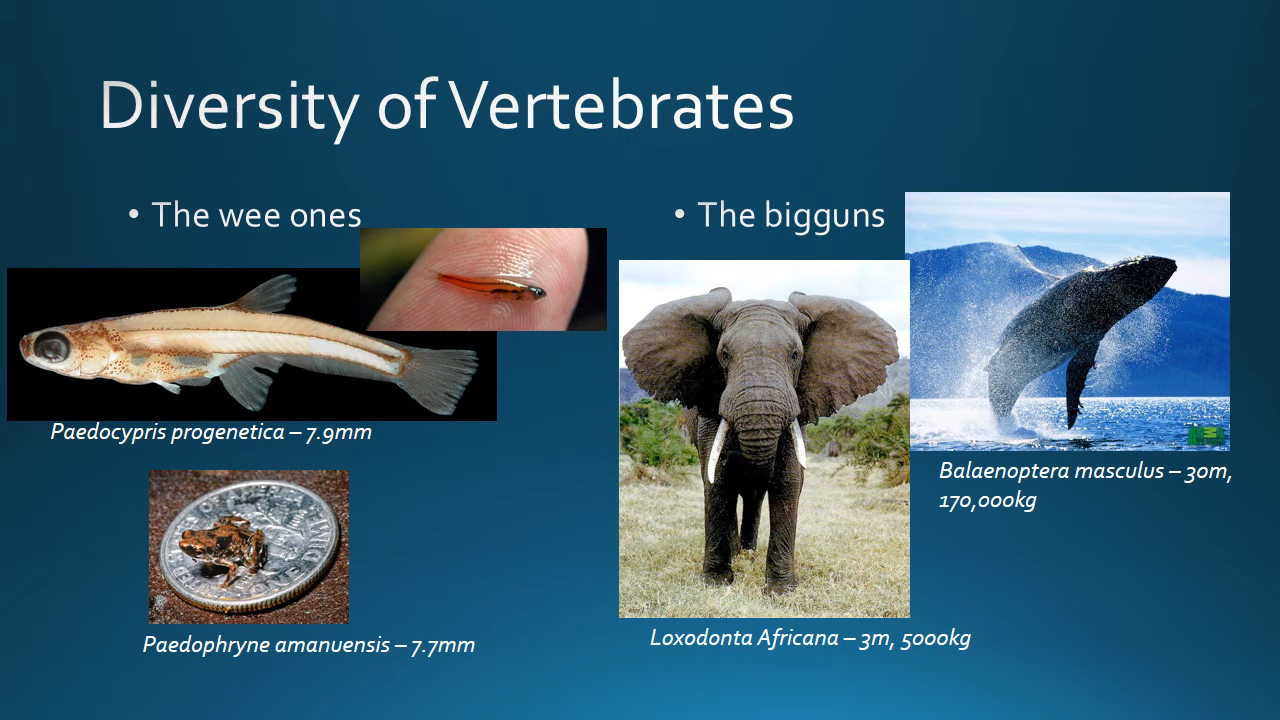 Diversity of Vertebrates
• The wee ones
Paedocypris progenetica – 7.9mm
Paedophryne amanuensis – 7.7mm
• The bigguns
Balaenoptera masculus – 30m,
170,000kg
Loxodonta Africana – 3m, 5000kg